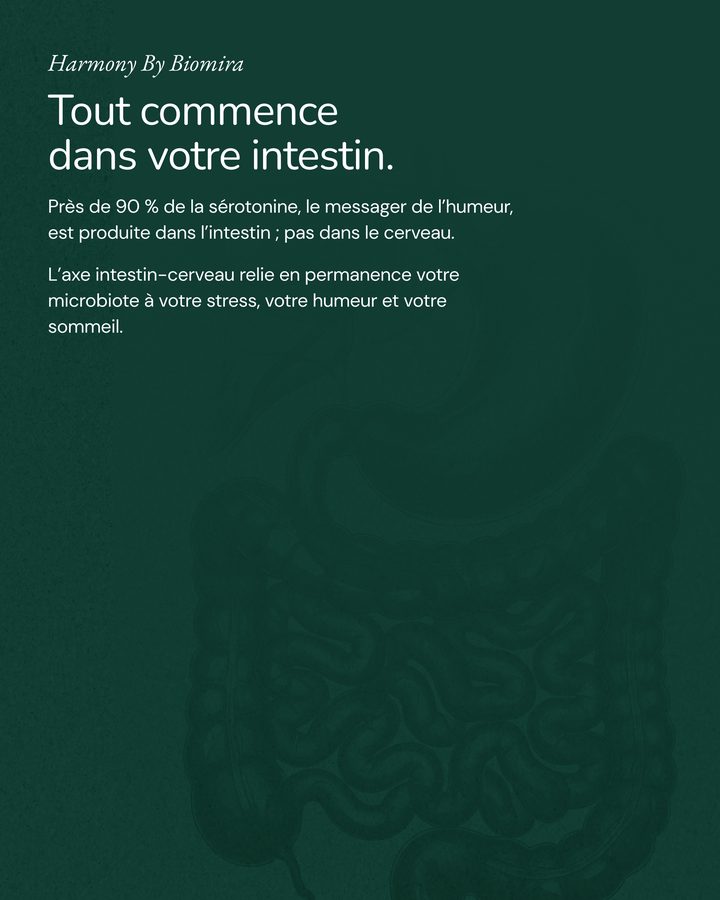 Harmony By Biomira
Tout commence
dans votre intestin.
Près de 90 % de la sérotonine, le messager de l’humeur,
est produite dans l’intestin ; pas dans le cerveau.
L’axe intestin-cerveau relie en permanence votre
microbiote à votre stress, votre humeur et votre
sommeil.